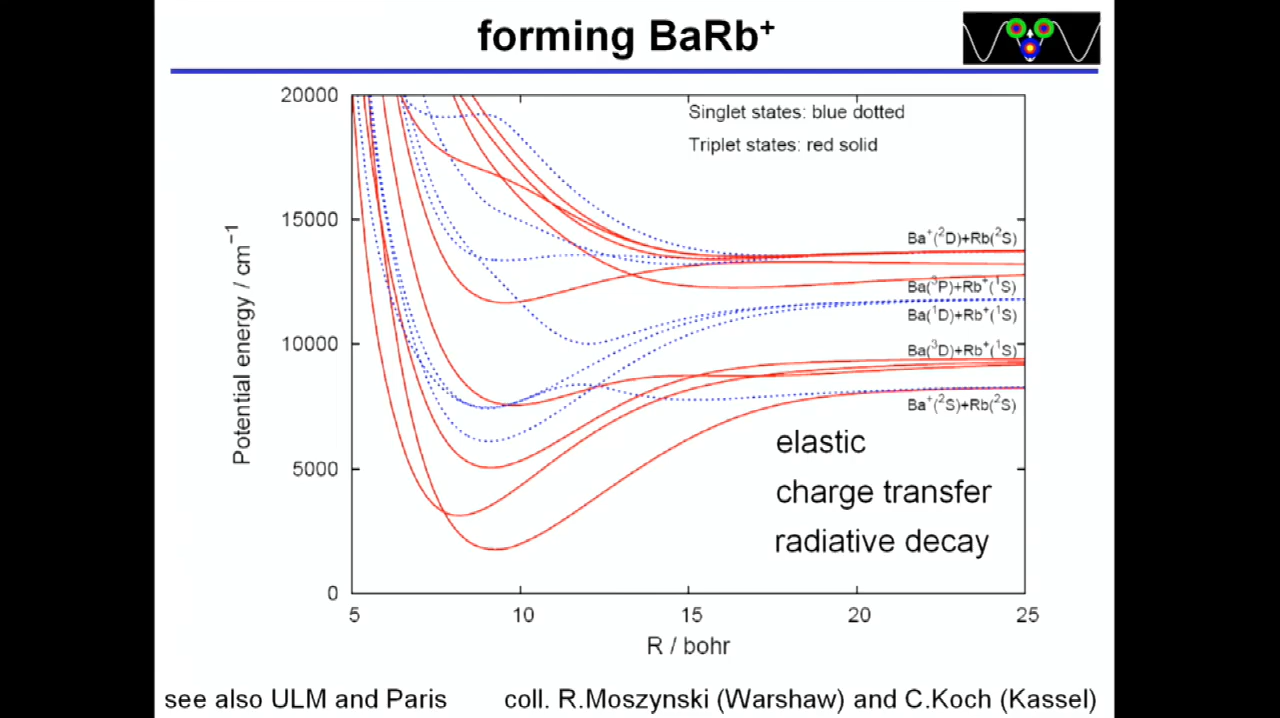 forming BaRb⁺
20000
15000
10000
5000
0
Potential energy / cm⁻¹
Singlet states: blue dotted
Triplet states: red solid
Ba⁺(²D)+Rb(²S)
Ba(³P)+Rb⁺(¹S)
Ba(¹D)+Rb⁺(¹S)
Ba(³D)+Rb⁺(¹S)
Ba⁺(²S)+Rb(²S)
elastic
charge transfer
radiative decay
5 10 15 20 25
R / bohr
see also ULM and Paris coll. R.Moszynski (Warshaw) and C.Koch (Kassel)